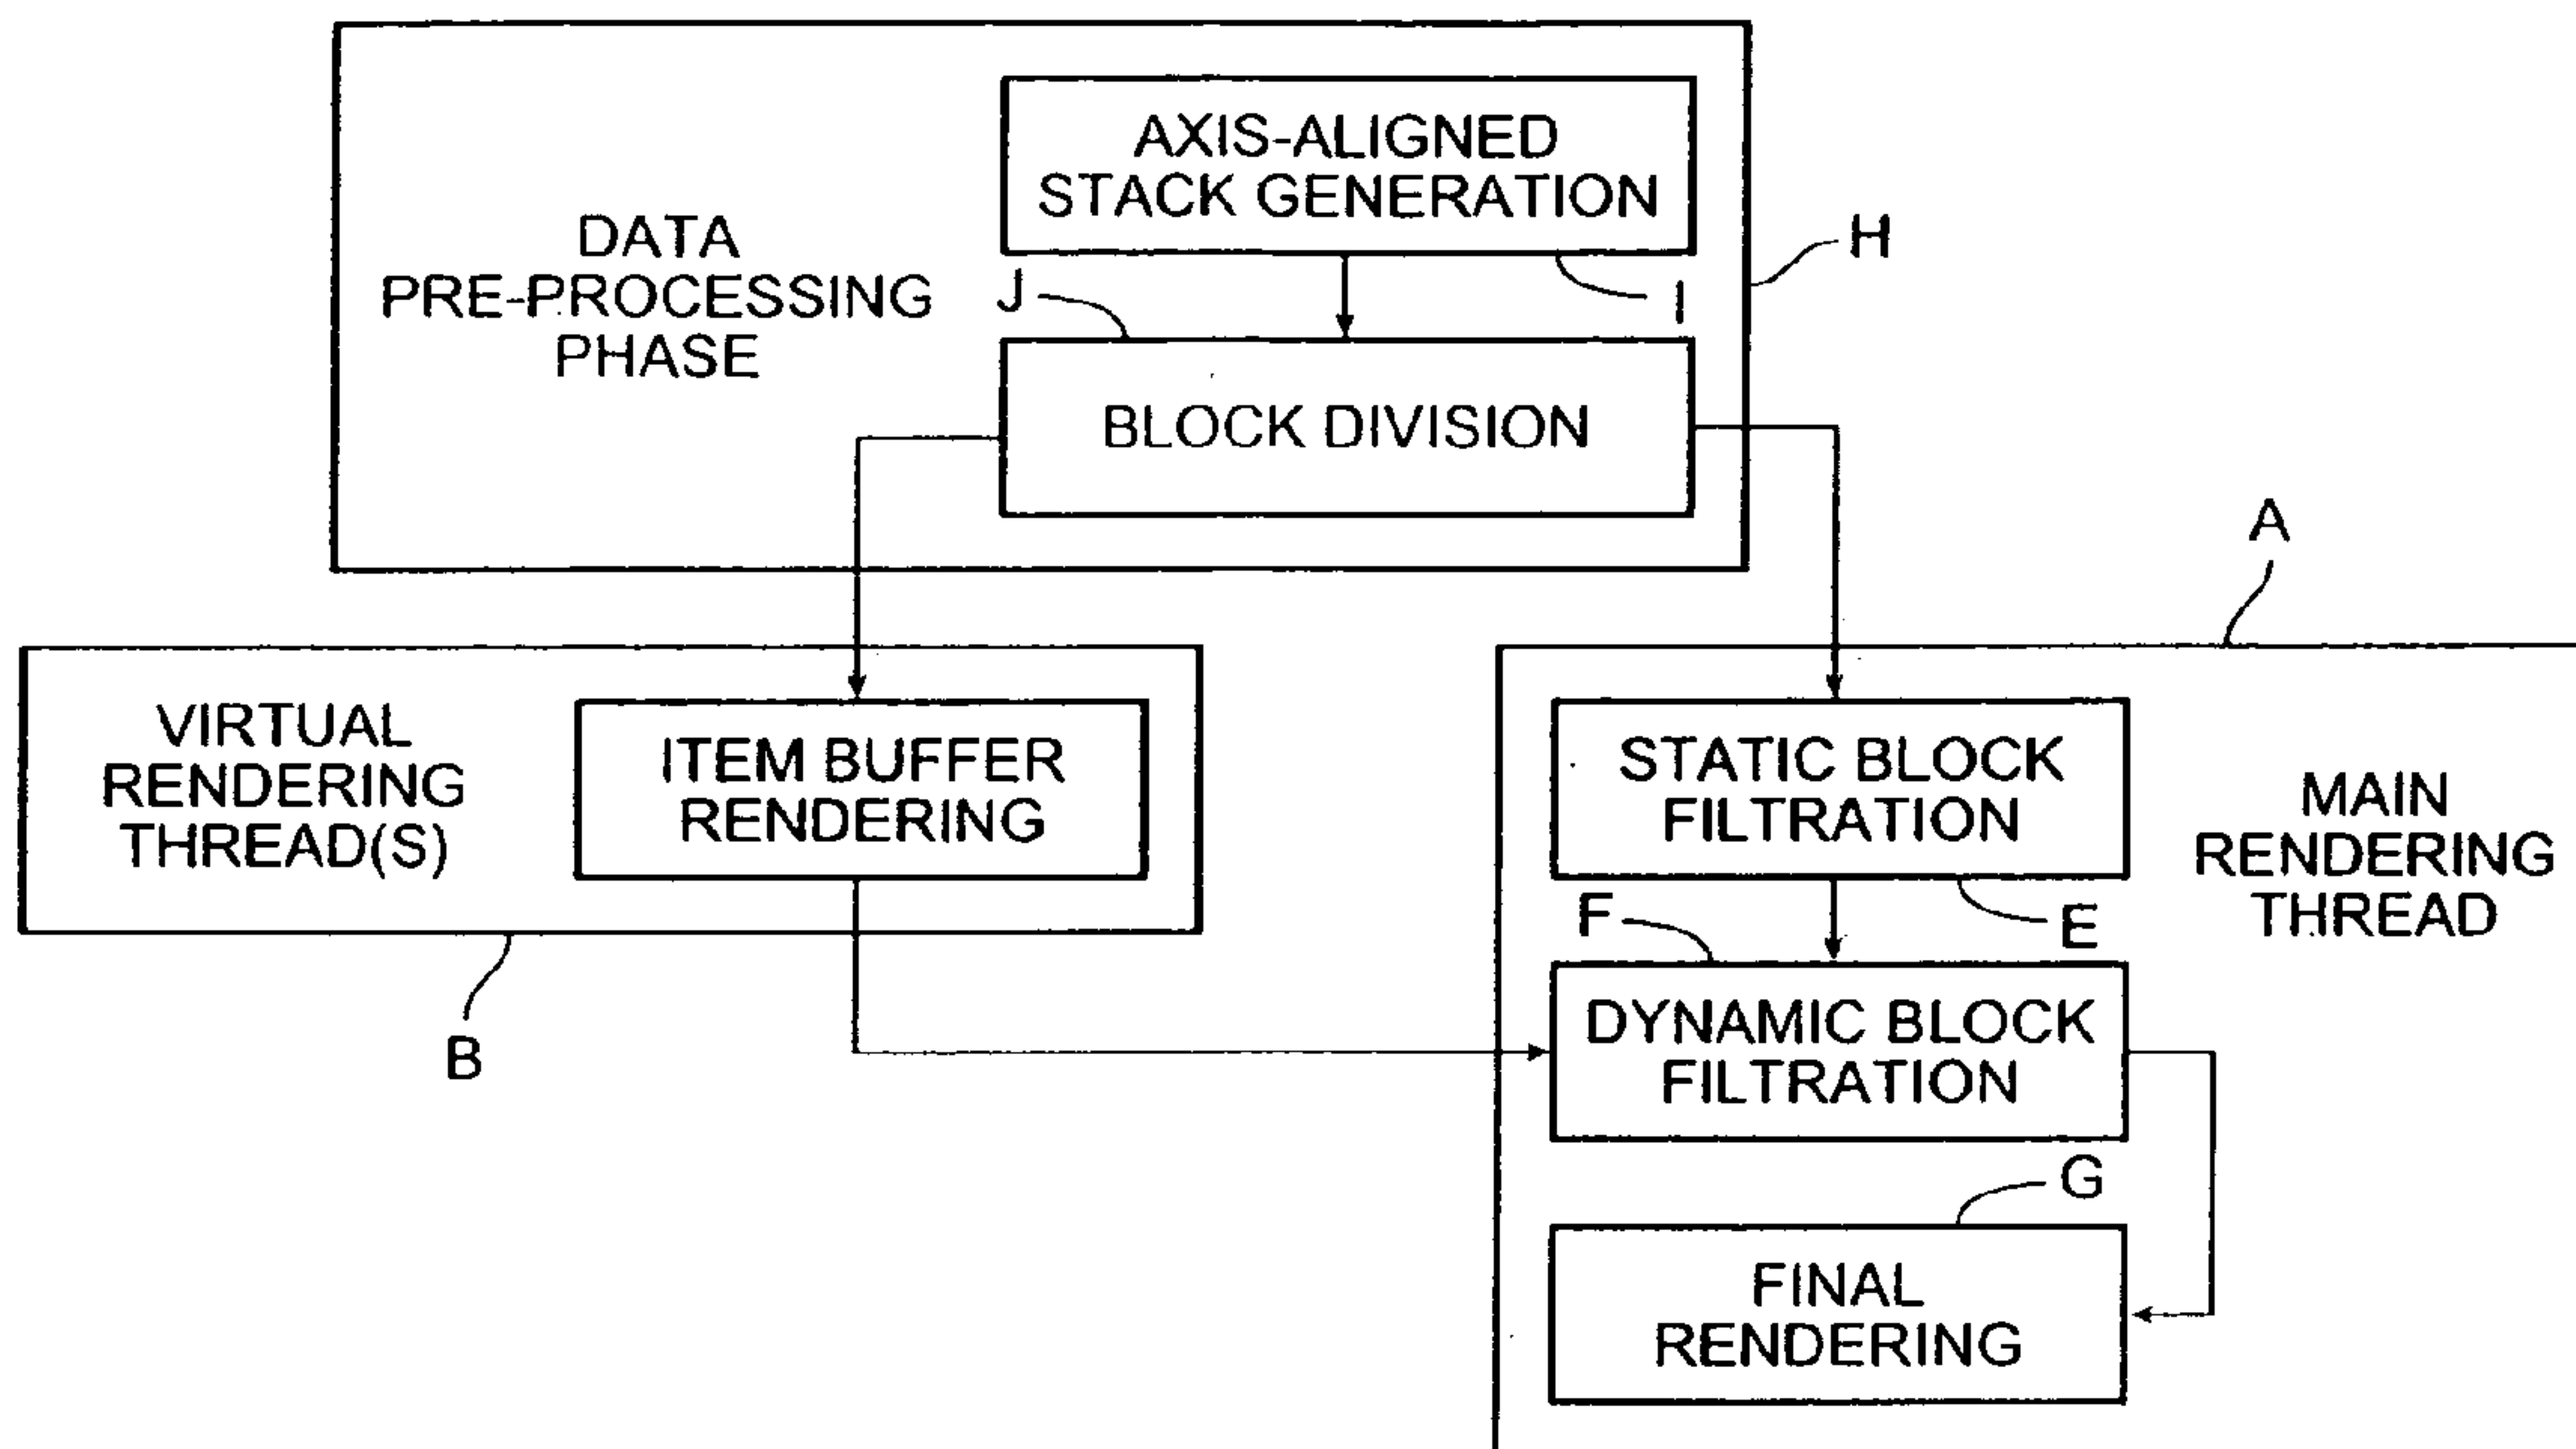 AXIS-ALIGNED
STACK GENERATION
DATA
PRE-PROCESSING
PHASE
H
J
I
BLOCK DIVISION
A
VIRTUAL
RENDERING
THREAD(S)
ITEM BUFFER
RENDERING
STATIC BLOCK
FILTRATION
MAIN
RENDERING
THREAD
F
E
B
DYNAMIC BLOCK
FILTRATION
G
FINAL
RENDERING